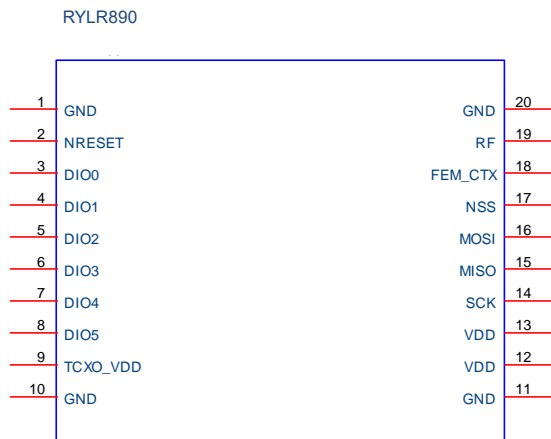 RYLR890
1 GND GND 20
2 NRESET RF 19
3 DIO0 FEM_CTX 18
4 DIO1 NSS 17
5 DIO2 MOSI 16
6 DIO3 MISO 15
7 DIO4 SCK 14
8 DIO5 VDD 13
9 TCXO_VDD VDD 12
10 GND GND 11